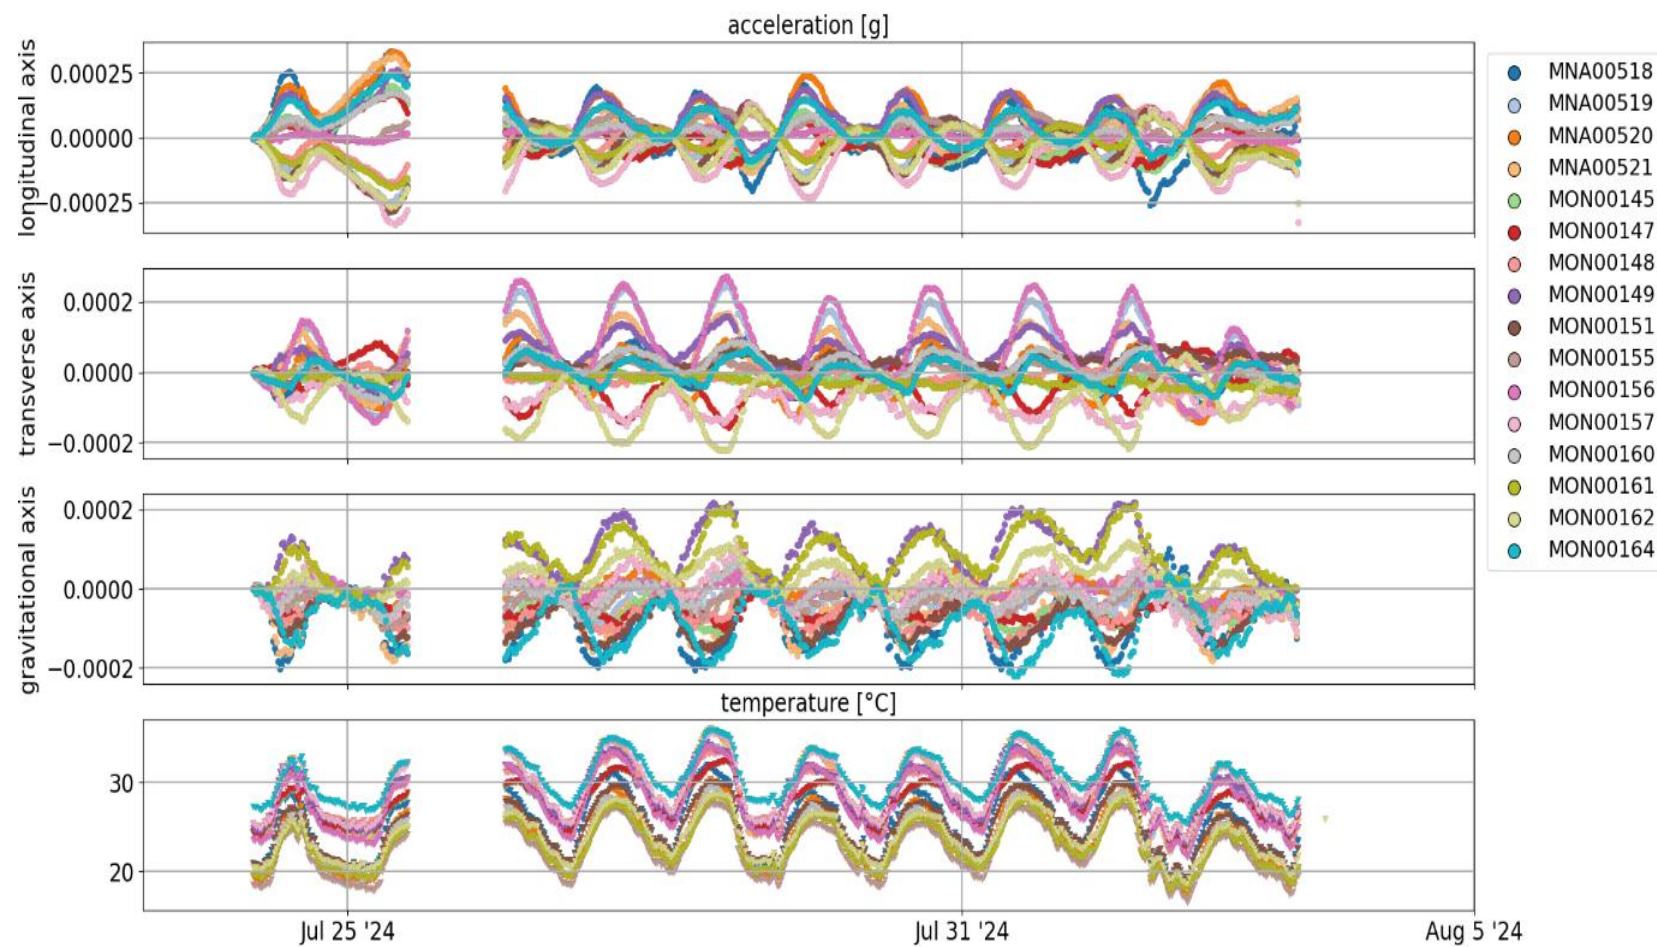 acceleration [g]
longitudinal axis
0.00025
0.00000
−0.00025
transverse axis
0.0002
0.0000
−0.0002
gravitational axis
0.0002
0.0000
−0.0002
temperature [°C]
30
20
Jul 25 '24
Jul 31 '24
Aug 5 '24
MNA00518
MNA00519
MNA00520
MNA00521
MON00145
MON00147
MON00148
MON00149
MON00151
MON00155
MON00156
MON00157
MON00160
MON00161
MON00162
MON00164